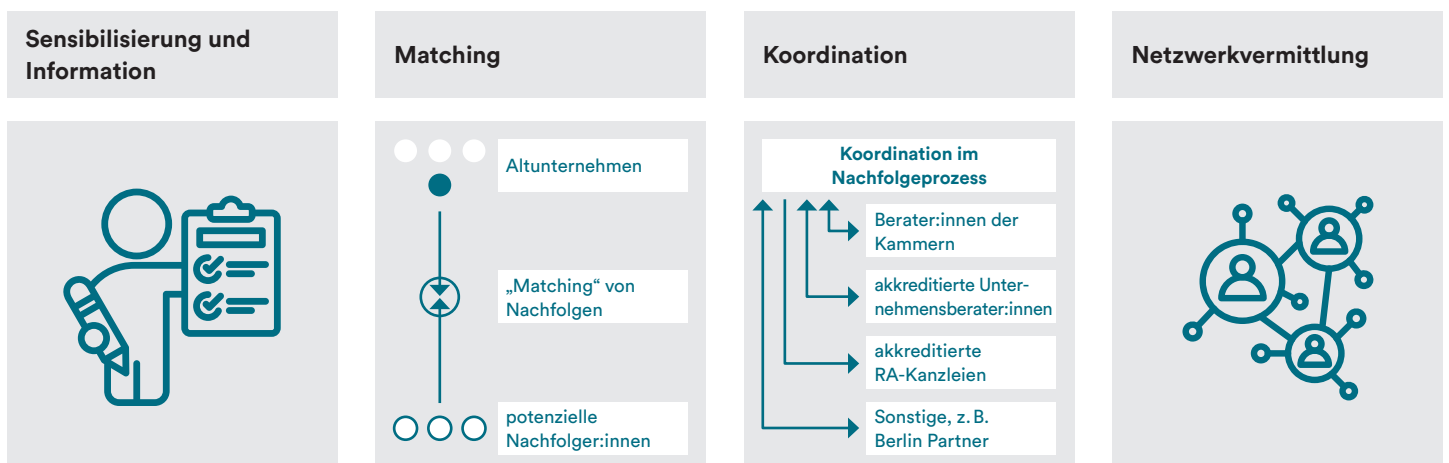 Sensibilisierung und
Information
Matching
Koordination
Netzwerkvermittlung
Altunternehmen
„Matching“ von
Nachfolgen
potenzielle
Nachfolger:innen
Koordination im
Nachfolgeprozess
Berater:innen der
Kammern
akkreditierte Unter-
nehmensberater:innen
akkreditierte
RA-Kanzleien
Sonstige, z. B.
Berlin Partner